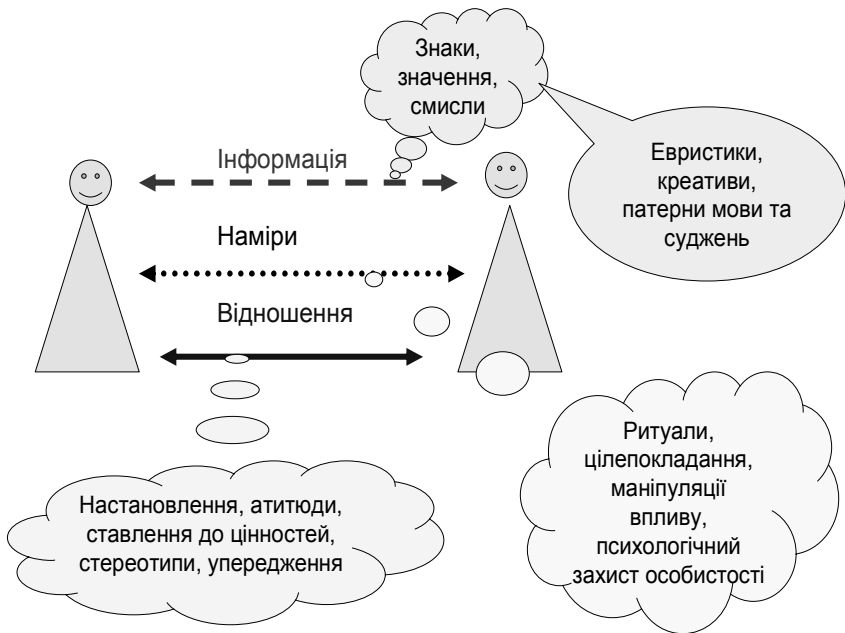 Знаки,
значення,
смисли
Евристики,
креативи,
патерни мови та
суджень
Інформація
Наміри
Відношення
Настановлення, атитюди,
ставлення до цінностей,
стереотипи, упередження
Ритуали,
цілепокладання,
маніпуляції
впливу,
психологічний
захист особистості